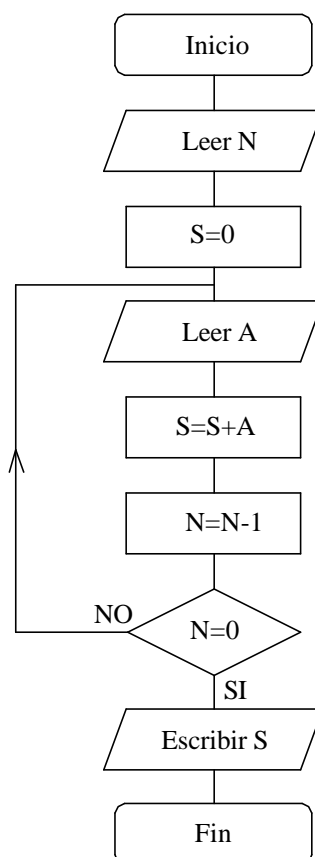 Inicio
Leer N
S=0
Leer A
S=S+A
N=N-1
NO
N=0
SI
Escribir S
Fin